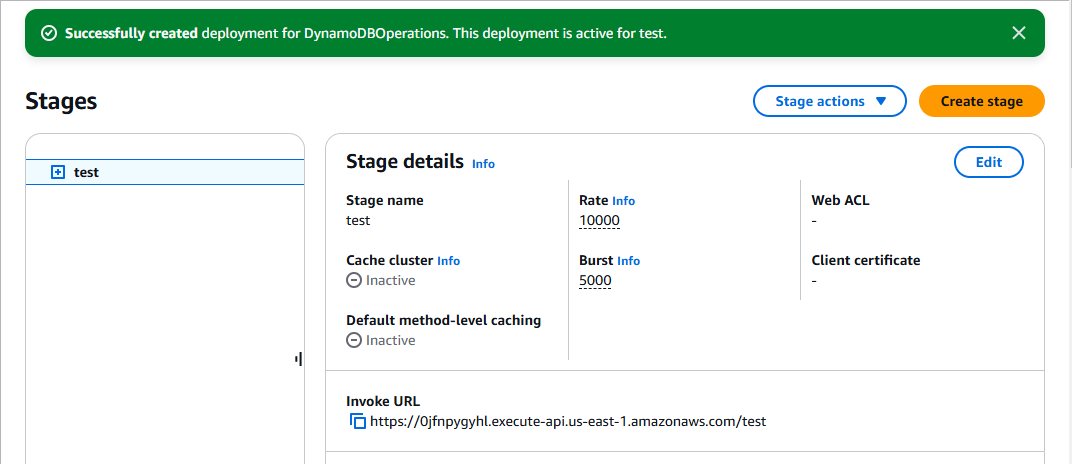 Successfully created deployment for DynamoDBOperations. This deployment is active for test.
Stages
Stage actions
Create stage
test
Stage details Info
Edit
Stage name
test
Rate Info
10000
Web ACL
-
Cache cluster Info
Inactive
Burst Info
5000
Client certificate
-
Default method-level caching
Inactive
Invoke URL
https://0jfnpygyhl.execute-api.us-east-1.amazonaws.com/test